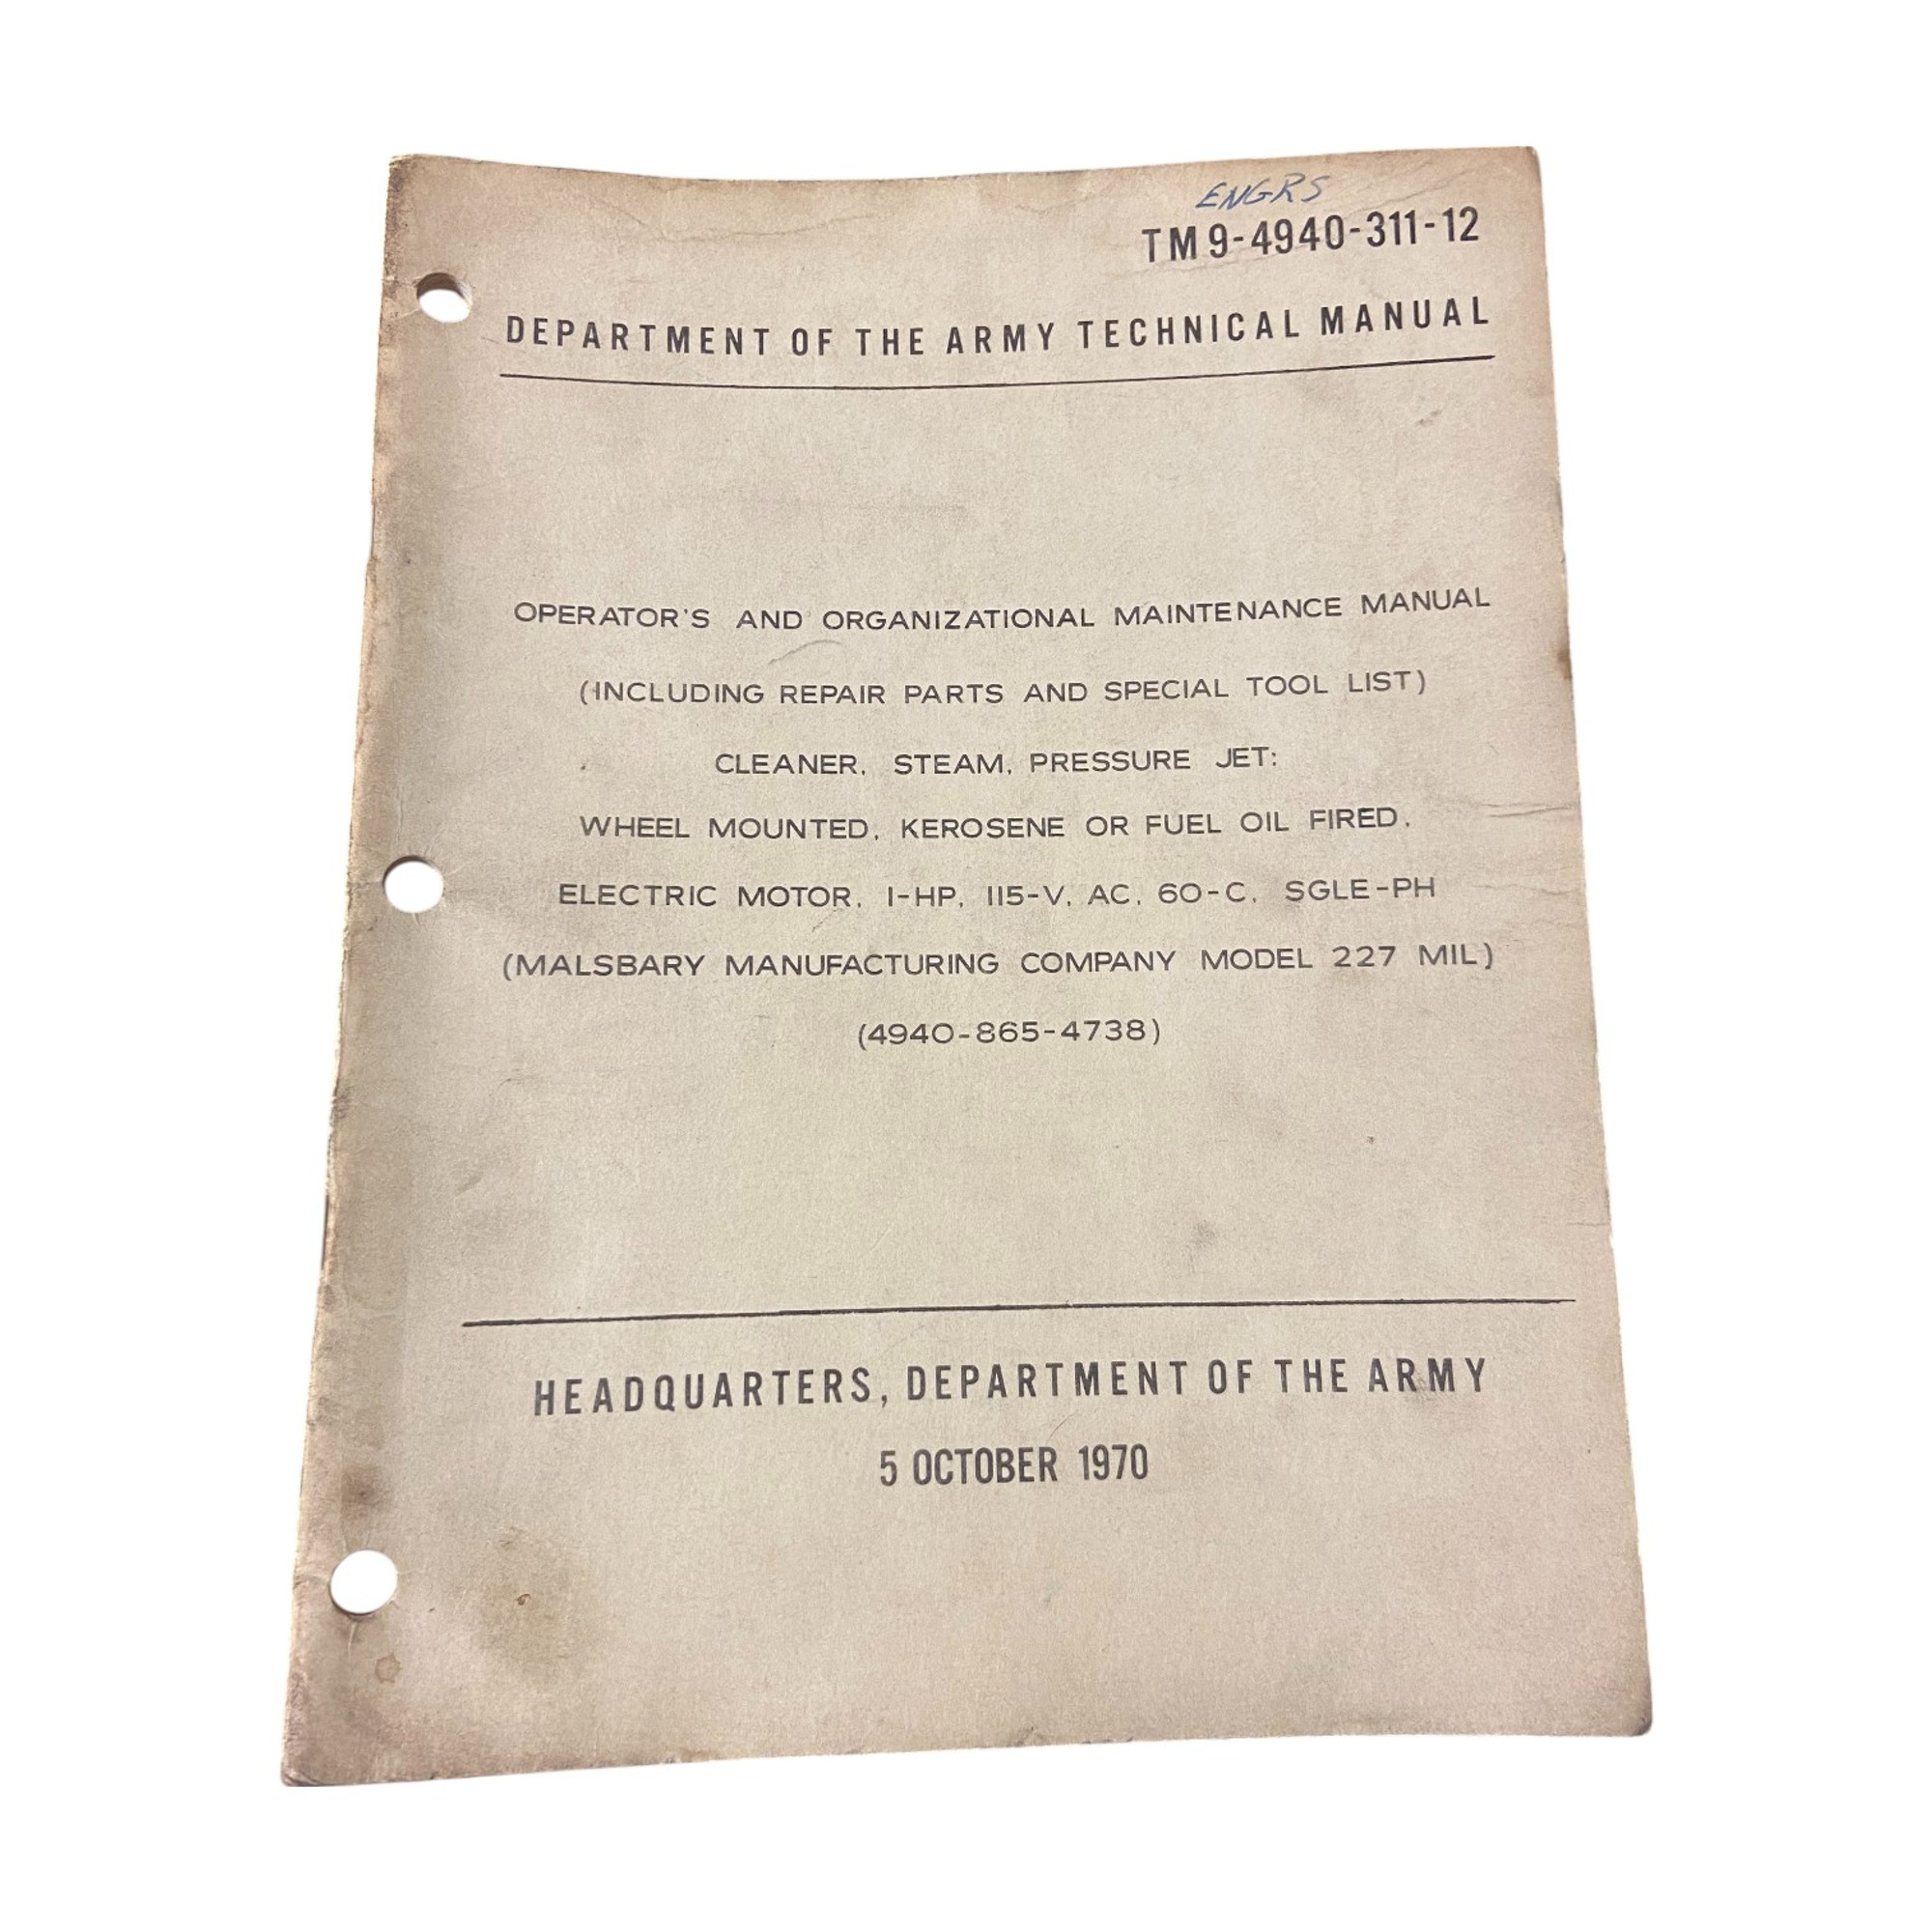 ENGRS
TM 9-4940-311-12
DEPARTMENT OF THE ARMY TECHNICAL MANUAL
OPERATOR'S AND ORGANIZATIONAL MAINTENANCE MANUAL
(INCLUDING REPAIR PARTS AND SPECIAL TOOL LIST)
CLEANER, STEAM, PRESSURE JET:
WHEEL MOUNTED, KEROSENE OR FUEL OIL FIRED,
ELECTRIC MOTOR, 1-HP, 115-V, AC, 60-C, SGLE-PH
(MALSBARY MANUFACTURING COMPANY MODEL 227 MIL)
(4940-865-4738)
HEADQUARTERS, DEPARTMENT OF THE ARMY
5 OCTOBER 1970